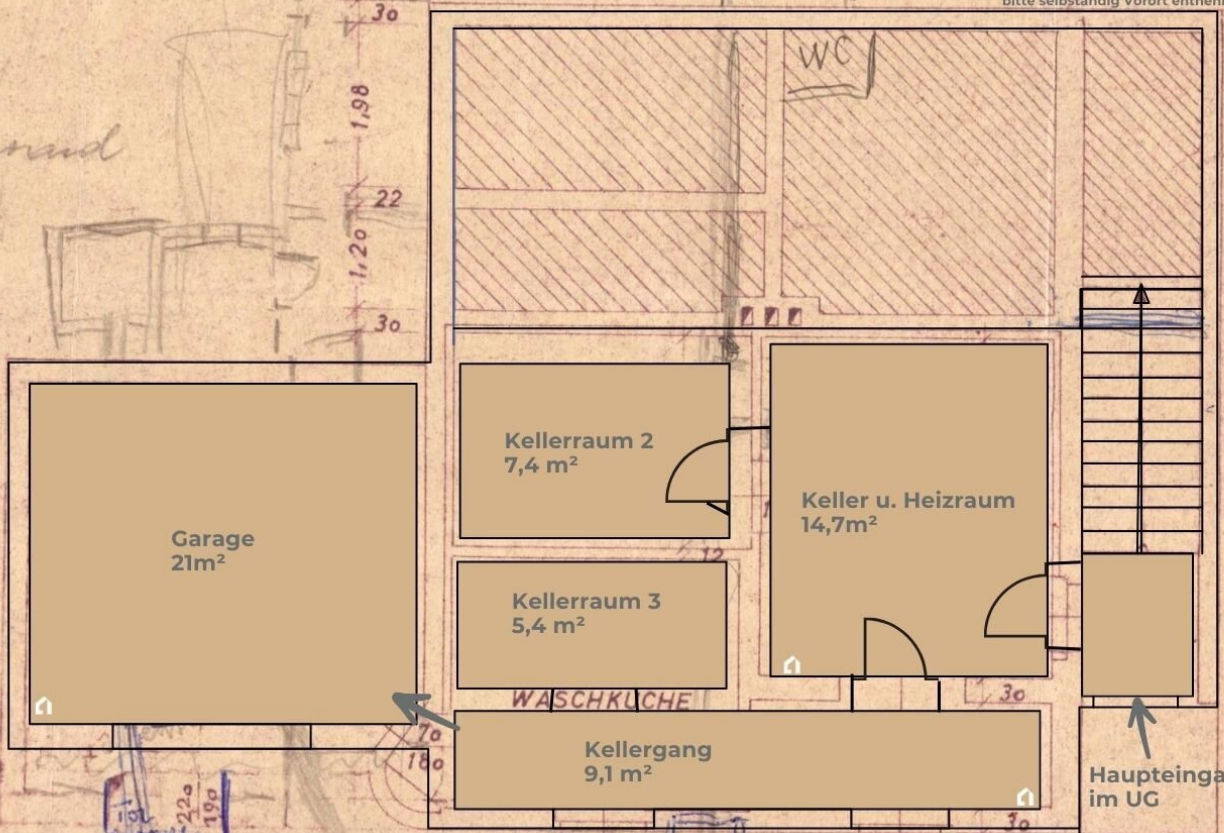 bitte selbständig vorort
30
WC
1,98
22
1,20
30
Kellerraum 2
7,4 m²
Keller u. Heizraum
14,7m²
Garage
21m²
12
Kellerraum 3
5,4 m²
WASCHKÜCHE
30
70
180
Kellergang
9,1 m²
Haupteinga
im UG
220
190
30